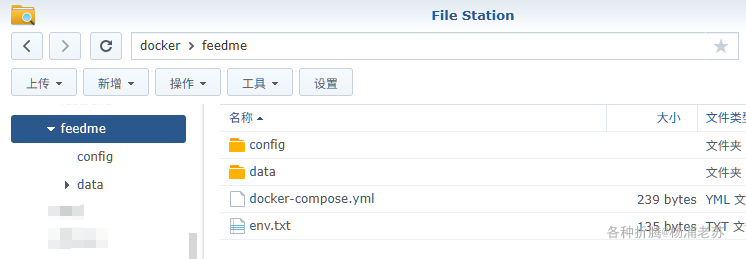 File Station
docker > feedme
上传 新增 操作 工具 设置
feedme
config
data
名称 大小 文件类型
config 文件夹
data 文件夹
docker-compose.yml 239 bytes YML 文
env.txt 135 bytes TXT 文
各种折腾@杨浦老苏